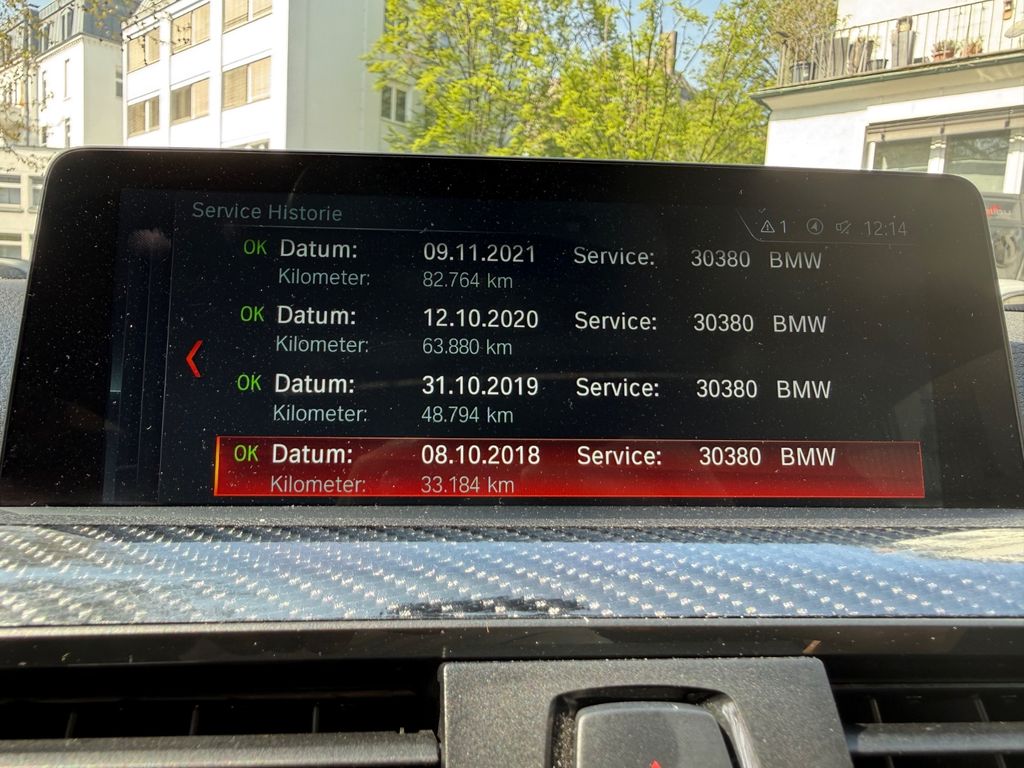 Service Historie
1 12:14
OK Datum: 09.11.2021 Service: 30380 BMW
Kilometer: 82.764 km
OK Datum: 12.10.2020 Service: 30380 BMW
Kilometer: 63.880 km
OK Datum: 31.10.2019 Service: 30380 BMW
Kilometer: 48.794 km
OK Datum: 08.10.2018 Service: 30380 BMW
Kilometer: 33.184 km